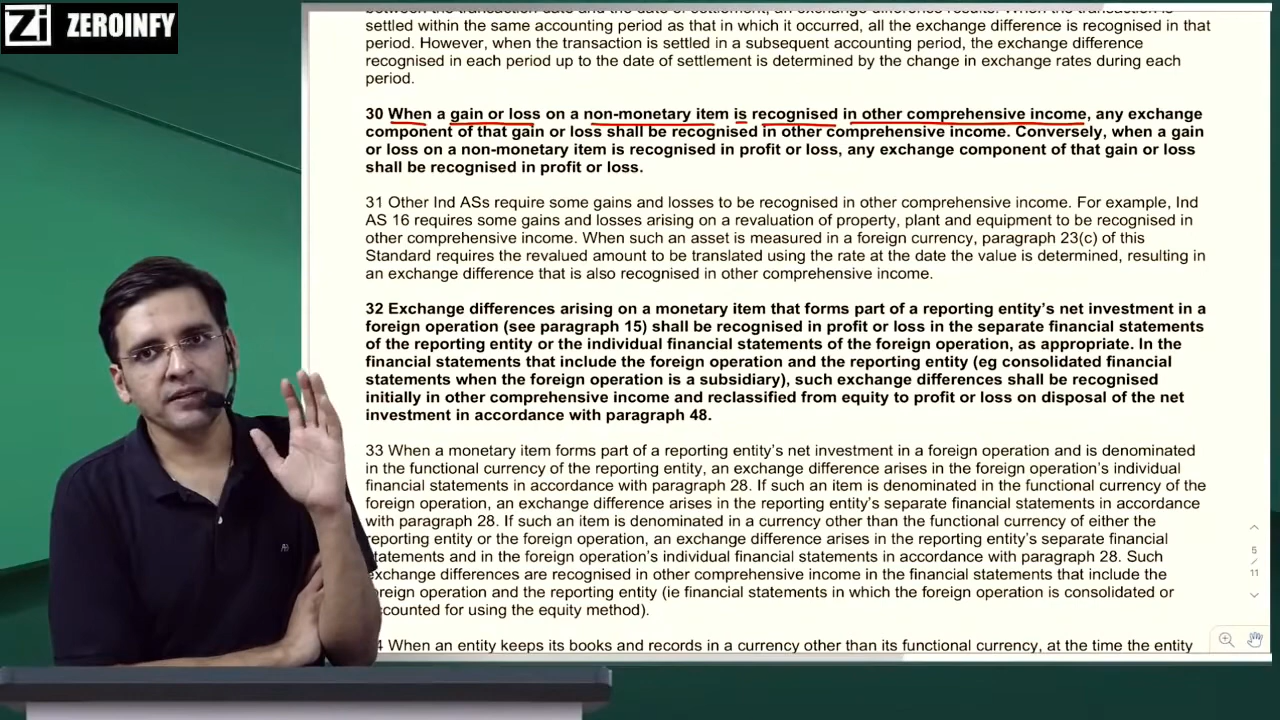 Zi ZEROINFY
between the transaction date and the date of settlement, an exchange difference results. When the transaction is
settled within the same accounting period as that in which it occurred, all the exchange difference is recognised in that
period. However, when the transaction is settled in a subsequent accounting period, the exchange difference
recognised in each period up to the date of settlement is determined by the change in exchange rates during each
period.
30 When a gain or loss on a non-monetary item is recognised in other comprehensive income, any exchange
component of that gain or loss shall be recognised in other comprehensive income. Conversely, when a gain
or loss on a non-monetary item is recognised in profit or loss, any exchange component of that gain or loss
shall be recognised in profit or loss.
31 Other Ind ASs require some gains and losses to be recognised in other comprehensive income. For example, Ind
AS 16 requires some gains and losses arising on a revaluation of property, plant and equipment to be recognised in
other comprehensive income. When such an asset is measured in a foreign currency, paragraph 23(c) of this
Standard requires the revalued amount to be translated using the rate at the date the value is determined, resulting in
an exchange difference that is also recognised in other comprehensive income.
32 Exchange differences arising on a monetary item that forms part of a reporting entity's net investment in a
foreign operation (see paragraph 15) shall be recognised in profit or loss in the separate financial statements
of the reporting entity or the individual financial statements of the foreign operation, as appropriate. In the
financial statements that include the foreign operation and the reporting entity (eg consolidated financial
statements when the foreign operation is a subsidiary), such exchange differences shall be recognised
initially in other comprehensive income and reclassified from equity to profit or loss on disposal of the net
investment in accordance with paragraph 48.
33 When a monetary item forms part of a reporting entity's net investment in a foreign operation and is denominated
in the functional currency of the reporting entity, an exchange difference arises in the foreign operation's individual
financial statements in accordance with paragraph 28. If such an item is denominated in the functional currency of the
foreign operation, an exchange difference arises in the reporting entity's separate financial statements in accordance
with paragraph 28. If such an item is denominated in a currency other than the functional currency of either the
reporting entity or the foreign operation, an exchange difference arises in the reporting entity's separate financial
statements and in the foreign operation's individual financial statements in accordance with paragraph 28. Such
exchange differences are recognised in other comprehensive income in the financial statements that include the
foreign operation and the reporting entity (ie financial statements in which the foreign operation is consolidated or
accounted for using the equity method).
4 When an entity keeps its books and records in a currency other than its functional currency, at the time the entity
5
/
11